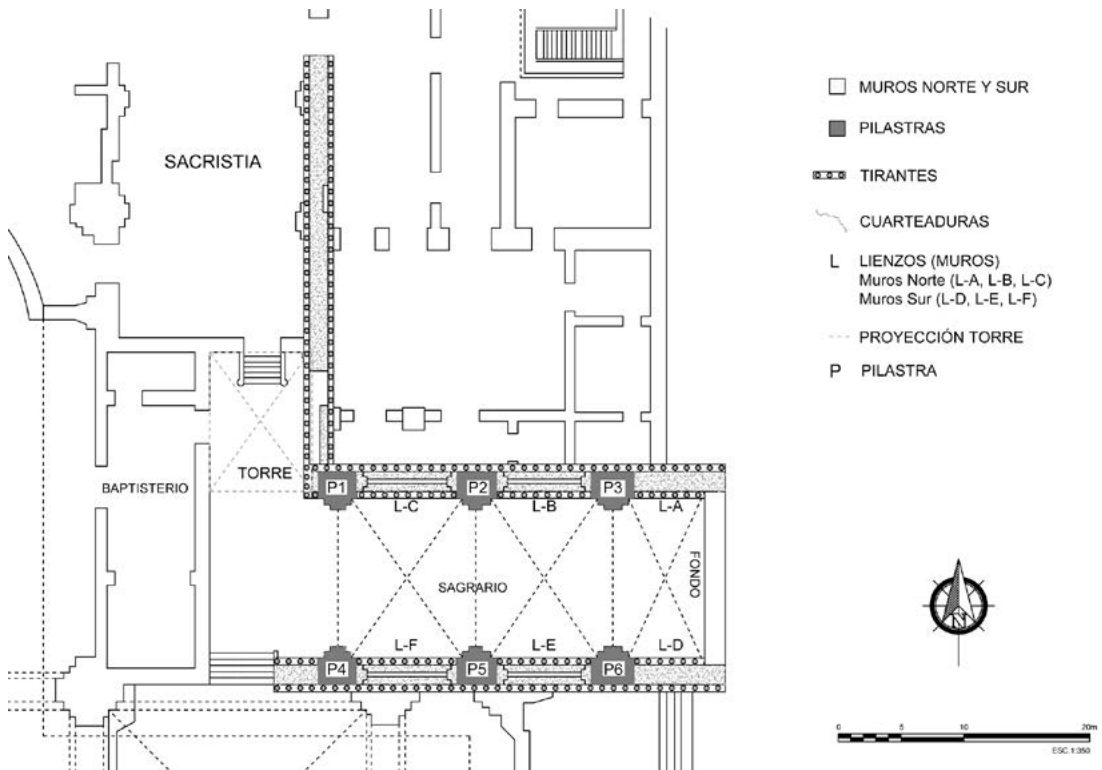 SACRISTIA
TORRE
BAPTISTERIO
P1
P2
P3
L-C
L-B
L-A
SAGRARIO
FONDO
L-F
L-E
L-D
P4
P5
P6
MUROS NORTE Y SUR
PILASTRAS
TIRANTES
CUARTEADURAS
L LIENZOS (MUROS)
Muros Norte (L-A, L-B, L-C)
Muros Sur (L-D, L-E, L-F)
PROYECCIÓN TORRE
P PILASTRA
N
0 5 10 20m
ESC.1:350